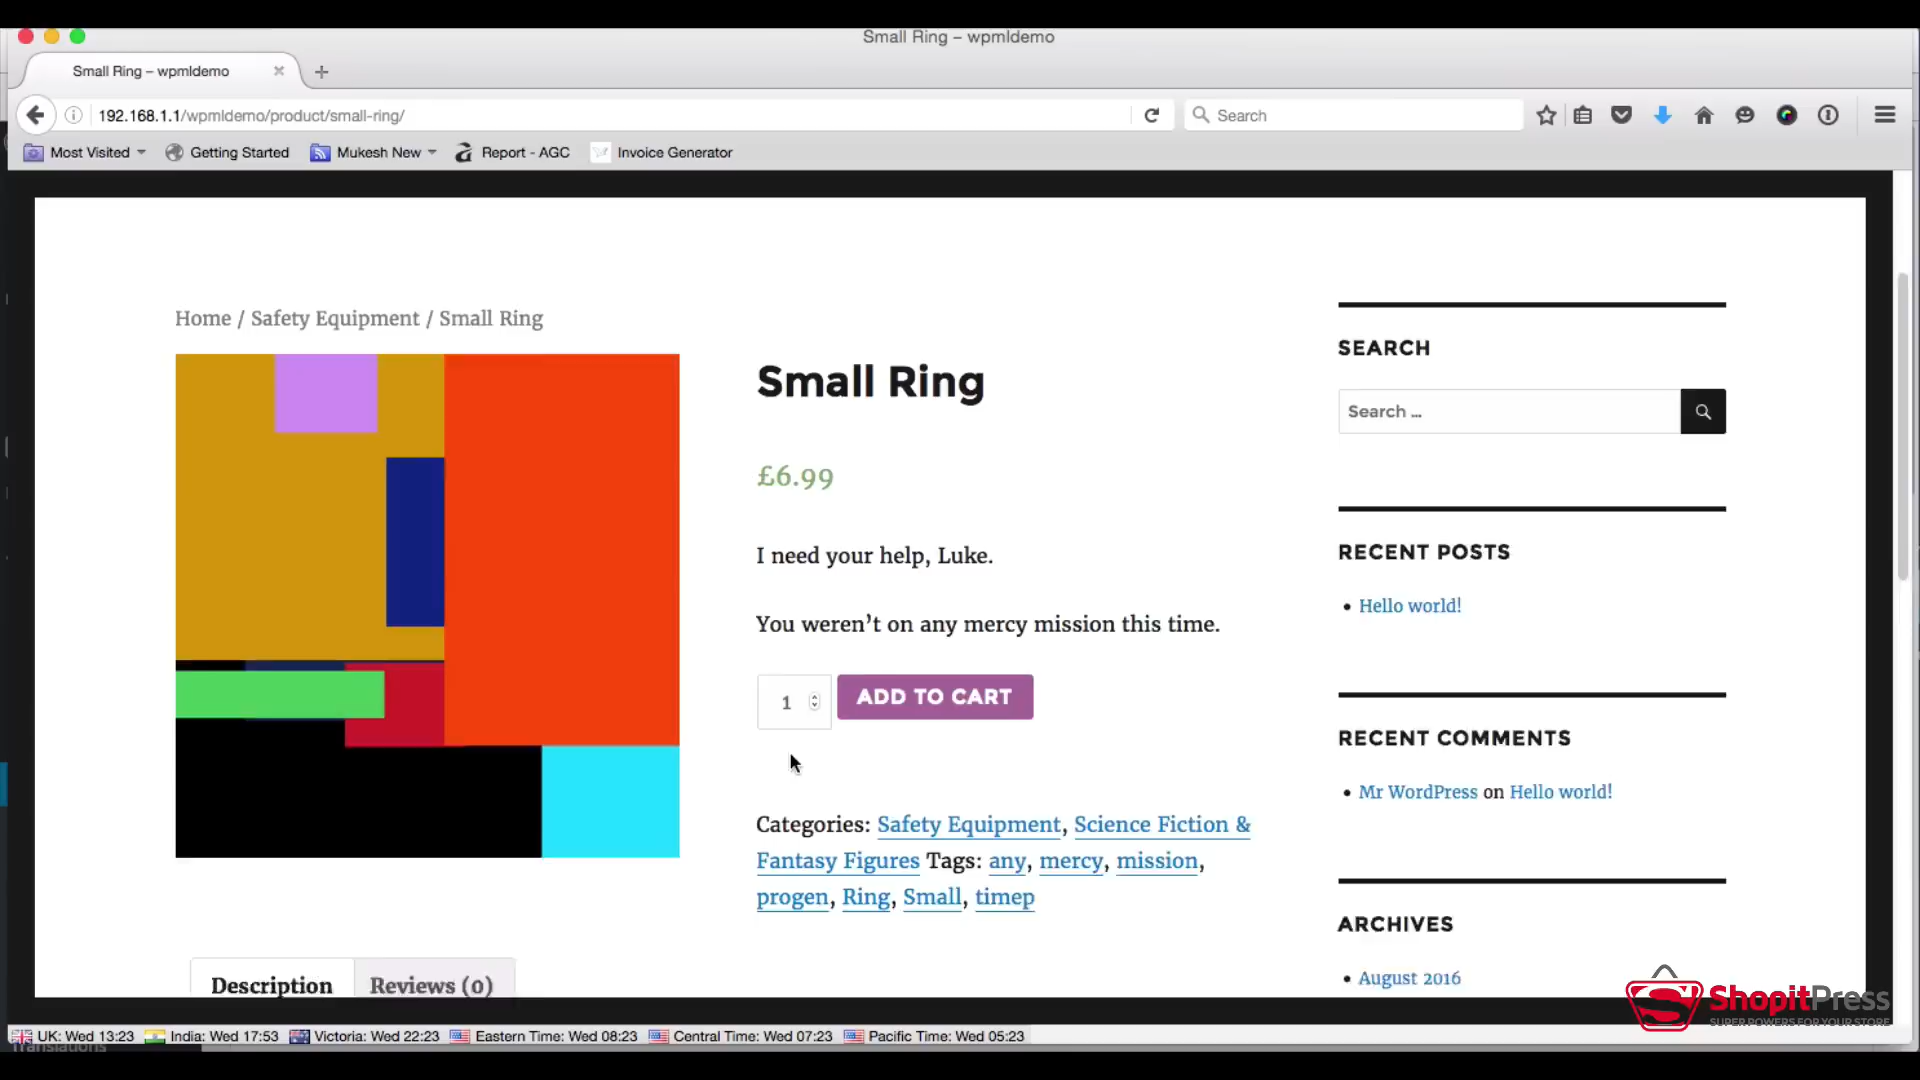 Small Ring – wpmldemo
Small Ring – wpmldemo
192.168.1.1/wpmldemo/product/small-ring/
Search
Most Visited
Getting Started
Mukesh New
Report - AGC
Invoice Generator
Home / Safety Equipment / Small Ring
Small Ring
£6.99
I need your help, Luke.
You weren't on any mercy mission this time.
1
ADD TO CART
Categories: Safety Equipment, Science Fiction &
Fantasy Figures Tags: any, mercy, mission,
progen, Ring, Small, timep
Description
Reviews (0)
SEARCH
Search ...
RECENT POSTS
Hello world!
RECENT COMMENTS
Mr WordPress on Hello world!
ARCHIVES
August 2016
ShopitPress
SUPER POWERS FOR YOUR STORE
UK: Wed 13:23
India: Wed 17:53
Victoria: Wed 22:23
Eastern Time: Wed 08:23
Central Time: Wed 07:23
Pacific Time: Wed 05:23
Translations